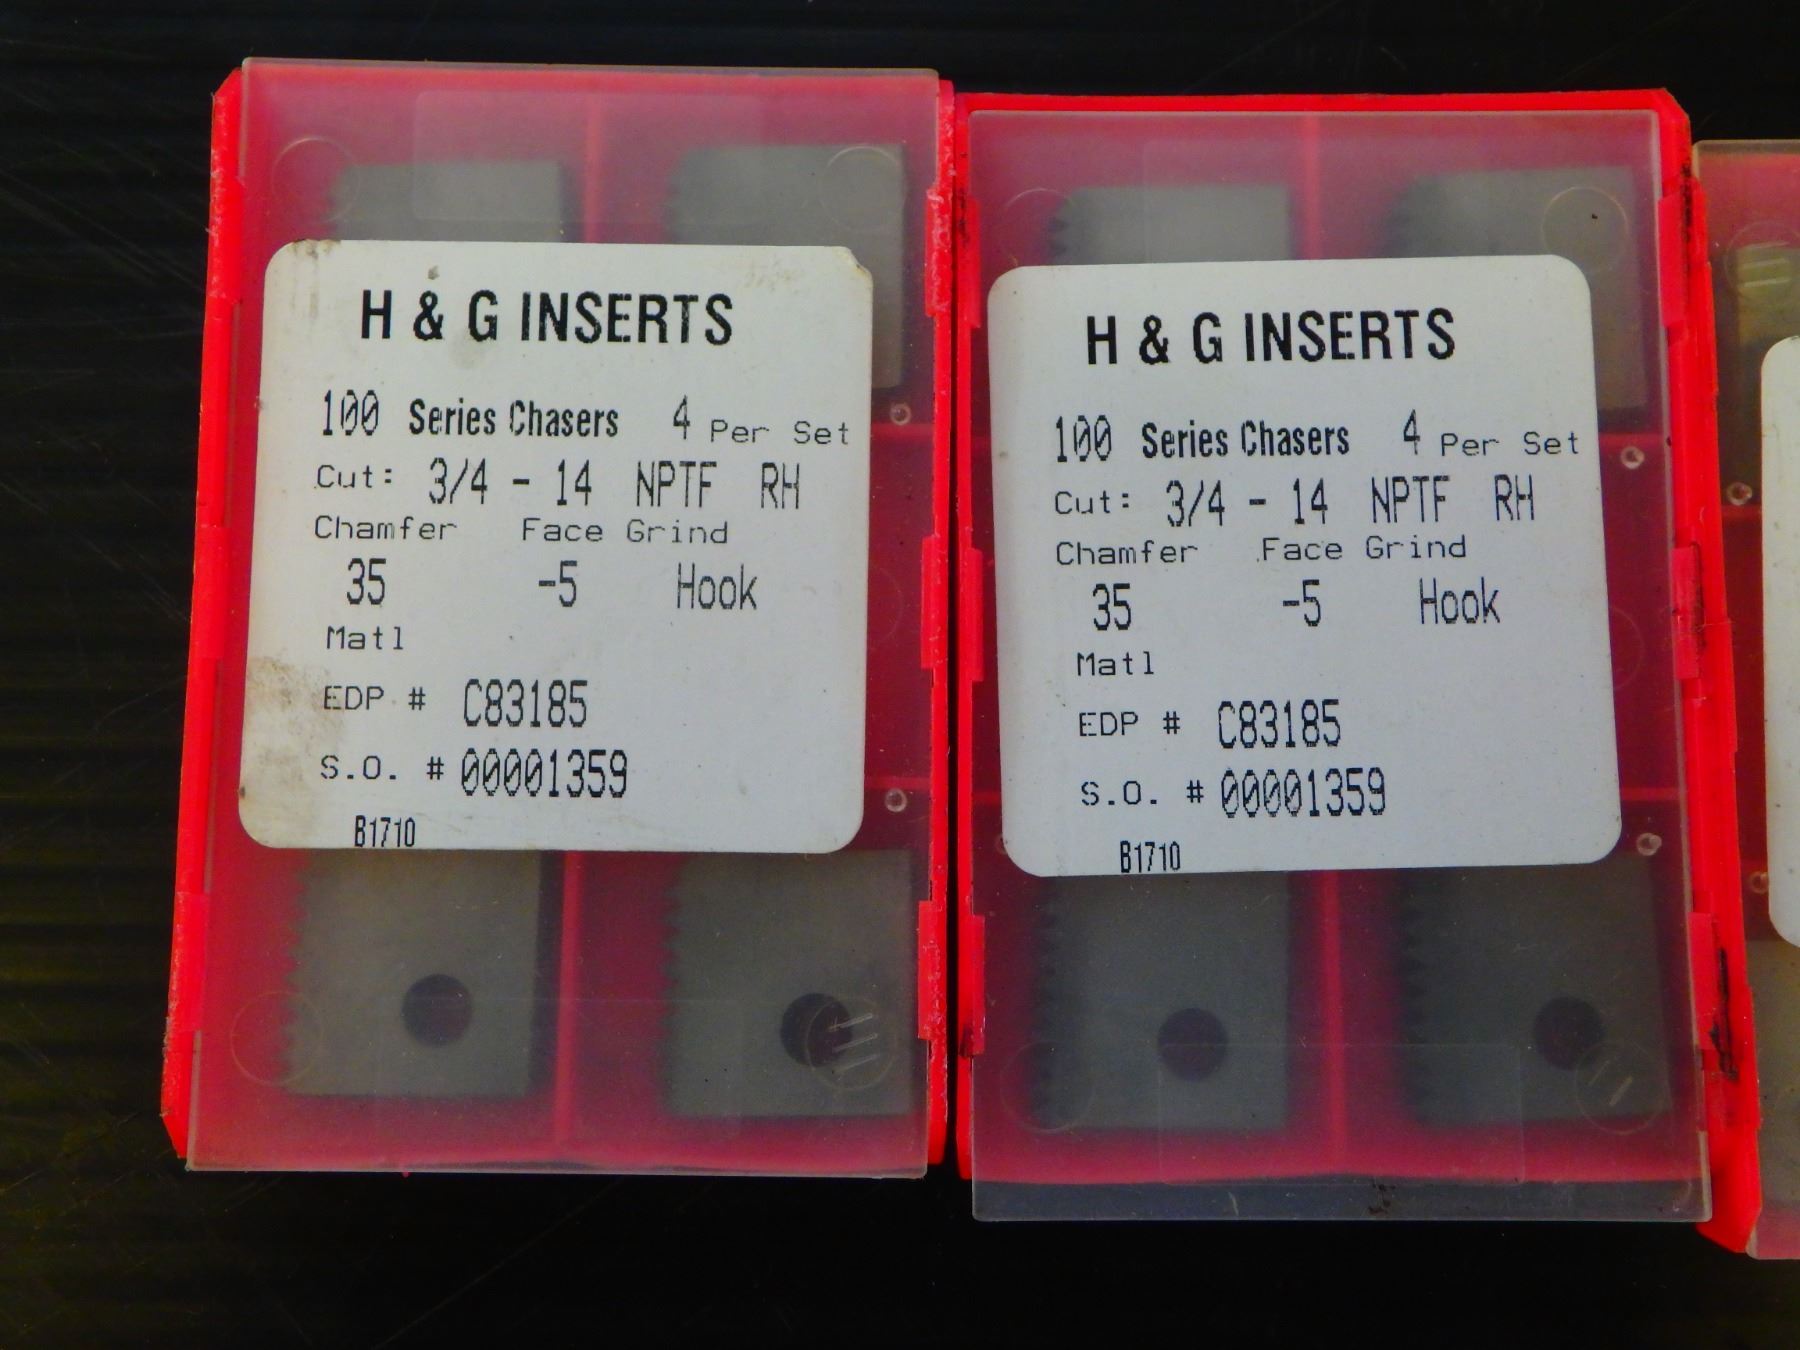 H & G INSERTS
100 Series Chasers 4 Per Set
Cut: 3/4 - 14 NPTF RH
Chamfer Face Grind
35 -5 Hook
Matl
EDP # C83185
S.O. # 00001359
B1710
H & G INSERTS
100 Series Chasers 4 Per Set
Cut: 3/4 - 14 NPTF RH
Chamfer Face Grind
35 -5 Hook
Matl
EDP # C83185
S.O. # 00001359
B1710